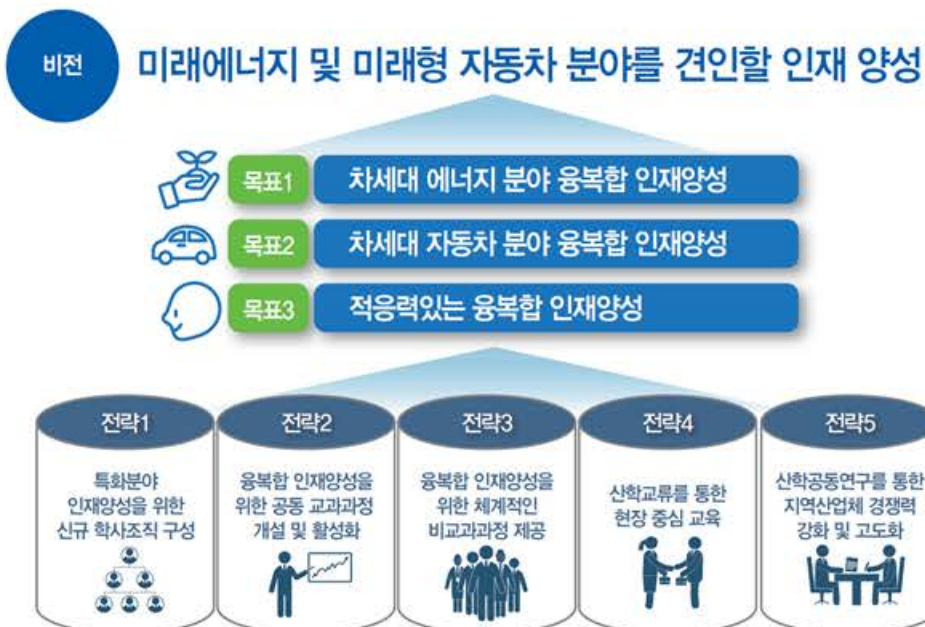 비전
미래에너지 및 미래형 자동차 분야를 견인할 인재 양성
목표1
차세대 에너지 분야 융복합 인재양성
목표2
차세대 자동차 분야 융복합 인재양성
목표3
적응력있는 융복합 인재양성
전략1
특화분야
인재양성을 위한
신규 학사조직 구성
전략2
융복합 인재양성을
위한 공동 교과과정
개설 및 활성화
전략3
융복합 인재양성을
위한 체계적인
비교과과정 제공
전략4
산학교류를 통한
현장 중심 교육
전략5
산학공동연구를 통한
지역산업체 경쟁력
강화 및 고도화